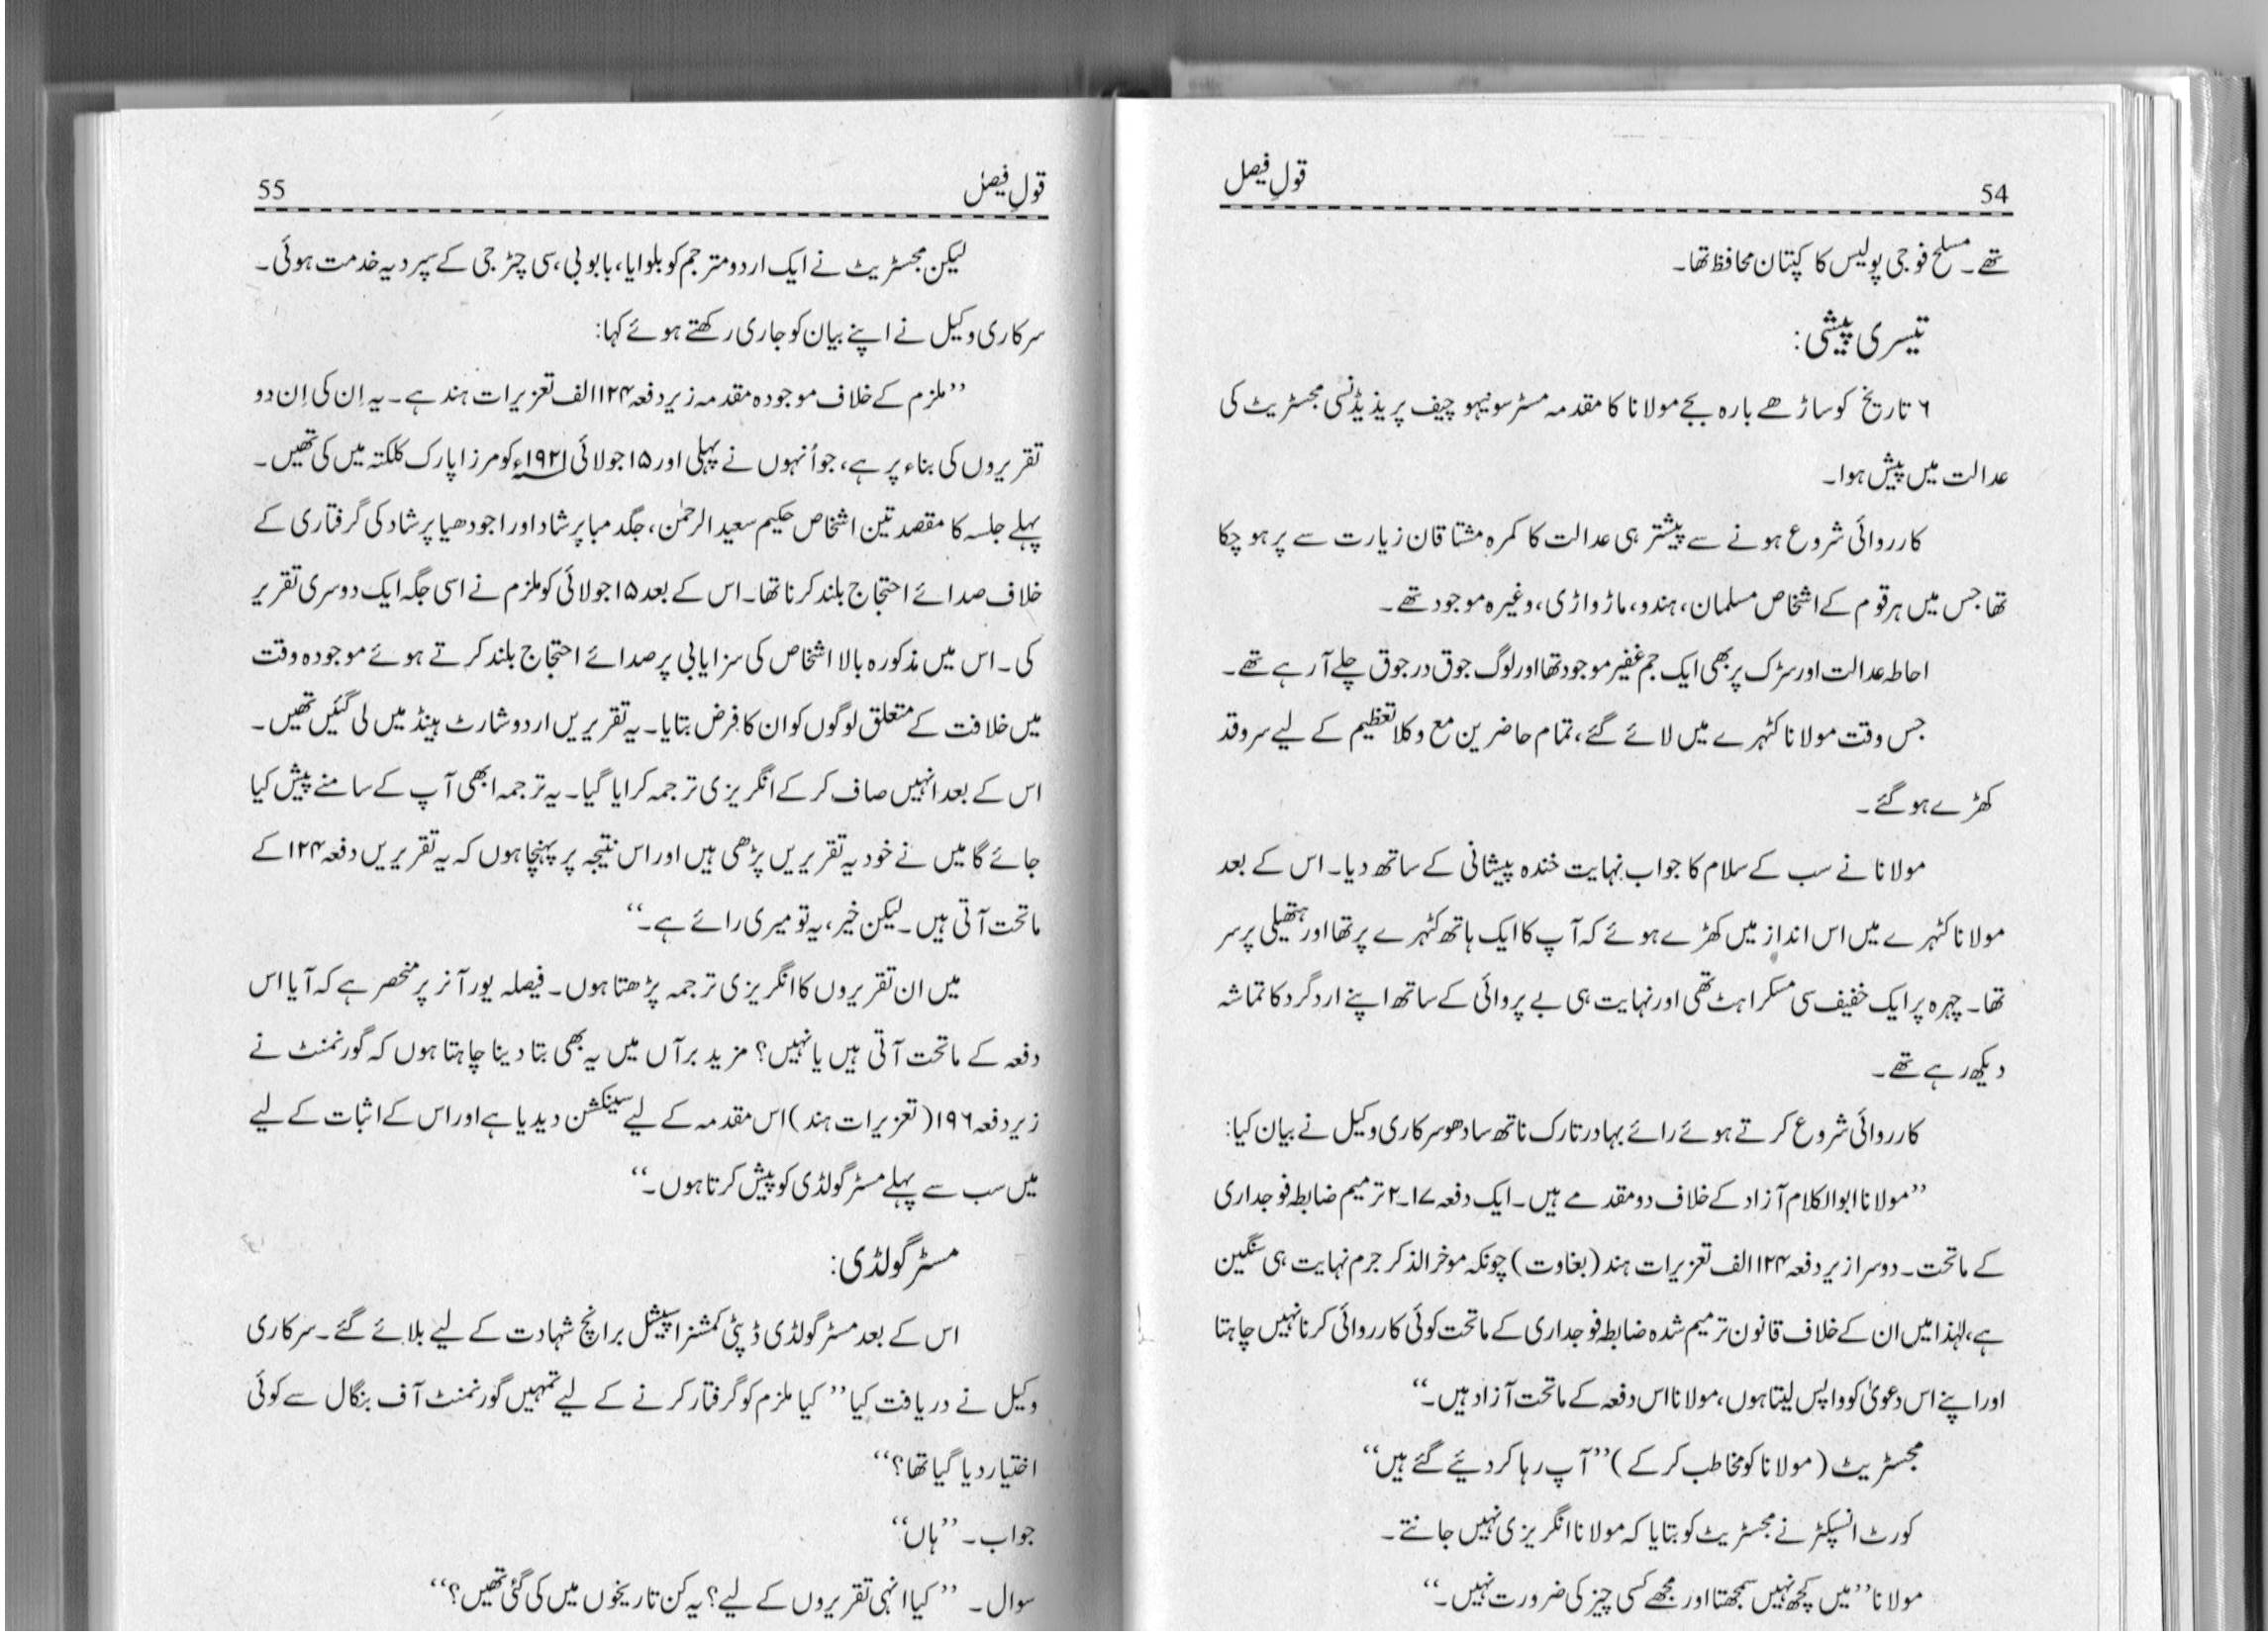 54
قولِ فیصل
تھے۔ مسلح فوجی پولیس کا کپتان محافظ تھا۔
تیسری پیشی:
۶ تاریخ کو ساڑھے بارہ بجے مولانا کا مقدمہ مسٹر سونیہو چیف پریذیڈنسی مجسٹریٹ کی
عدالت میں پیش ہوا۔
کارروائی شروع ہونے سے پیشتر ہی عدالت کا کمرہ مشتاقان زیارت سے پر ہو چکا
تھا جس میں ہر قوم کے اشخاص مسلمان، ہندو، ماڑواڑی، وغیرہ موجود تھے۔
احاطہ عدالت اور سڑک پر بھی ایک جم غفیر موجود تھا اور لوگ جوق در جوق چلے آ رہے تھے۔
جس وقت مولانا کٹہرے میں لائے گئے، تمام حاضرین مع وکلا تعظیم کے لیے سروقد
کھڑے ہو گئے۔
مولانا نے سب کے سلام کا جواب نہایت خندہ پیشانی کے ساتھ دیا۔ اس کے بعد
مولانا کٹہرے میں اس انداز میں کھڑے ہوئے کہ آپ کا ایک ہاتھ کٹہرے پر تھا اور ہتھیلی پر سر
تھا۔ چہرہ پر ایک خفیف سی مسکراہٹ تھی اور نہایت ہی بے پروائی کے ساتھ اپنے ارد گرد کا تماشہ
دیکھ رہے تھے۔
کارروائی شروع کرتے ہوئے رائے بہادر تارک ناتھ سادھو سرکاری وکیل نے بیان کیا:
”مولانا ابوالکلام آزاد کے خلاف دو مقدمے ہیں۔ ایک دفعہ ۱۷۔۲ ترمیم ضابطہ فوجداری
کے ماتحت۔ دوسرا زیر دفعہ ۱۲۴ الف تعزیرات ہند (بغاوت) چونکہ موخر الذکر جرم نہایت ہی سنگین
ہے، لہٰذا میں ان کے خلاف قانون ترمیم شدہ ضابطہ فوجداری کے ماتحت کوئی کارروائی کرنا نہیں چاہتا
اور اپنے اس دعویٰ کو واپس لیتا ہوں، مولانا اس دفعہ کے ماتحت آزاد ہیں۔“
مجسٹریٹ (مولانا کو مخاطب کر کے) ”آپ رہا کر دیئے گئے ہیں“
کورٹ انسپکٹر نے مجسٹریٹ کو بتایا کہ مولانا انگریزی نہیں جانتے۔
مولانا ”میں کچھ نہیں سمجھتا اور مجھے کسی چیز کی ضرورت نہیں۔“
قولِ فیصل
55
لیکن مجسٹریٹ نے ایک اردو مترجم کو بلوایا، بابو بی، سی چٹرجی کے سپرد یہ خدمت ہوئی۔
سرکاری وکیل نے اپنے بیان کو جاری رکھتے ہوئے کہا:
”ملزم کے خلاف موجودہ مقدمہ زیر دفعہ ۱۲۴ الف تعزیرات ہند ہے۔ یہ اِن کی اِن دو
تقریروں کی بناء پر ہے، جو اُنہوں نے پہلی اور ۱۵ جولائی ۱۹۲۱ء کو مرزا پارک کلکتہ میں کی تھیں۔
پہلے جلسہ کا مقصد تین اشخاص حکیم سعید الرحمٰن، جگدمبا پرشاد اور اجودھیا پرشاد کی گرفتاری کے
خلاف صدائے احتجاج بلند کرنا تھا۔ اس کے بعد ۱۵ جولائی کو ملزم نے اسی جگہ ایک دوسری تقریر
کی۔ اس میں مذکورہ بالا اشخاص کی سزا یابی پر صدائے احتجاج بلند کرتے ہوئے موجودہ وقت
میں خلافت کے متعلق لوگوں کو ان کا فرض بتایا۔ یہ تقریریں اردو شارٹ ہینڈ میں لی گئیں تھیں۔
اس کے بعد انہیں صاف کر کے انگریزی ترجمہ کرایا گیا۔ یہ ترجمہ ابھی آپ کے سامنے پیش کیا
جائے گا میں نے خود یہ تقریریں پڑھی ہیں اور اس نتیجہ پر پہنچا ہوں کہ یہ تقریریں دفعہ ۱۲۴ کے
ماتحت آتی ہیں۔ لیکن خیر، یہ تو میری رائے ہے۔“
میں ان تقریروں کا انگریزی ترجمہ پڑھتا ہوں۔ فیصلہ یور آنر پر منحصر ہے کہ آیا اس
دفعہ کے ماتحت آتی ہیں یا نہیں؟ مزید برآں میں یہ بھی بتا دینا چاہتا ہوں کہ گورنمنٹ نے
زیر دفعہ ۱۹۶ (تعزیرات ہند) اس مقدمہ کے لیے سینکشن دیدیا ہے اور اس کے اثبات کے لیے
میں سب سے پہلے مسٹر گولڈی کو پیش کرتا ہوں۔“
مسٹر گولڈی:
اس کے بعد مسٹر گولڈی ڈپٹی کمشنر اسپیشل برانچ شہادت کے لیے بلائے گئے۔ سرکاری
وکیل نے دریافت کیا ”کیا ملزم کو گرفتار کرنے کے لیے تمہیں گورنمنٹ آف بنگال سے کوئی
اختیار دیا گیا تھا؟“
جواب۔ ”ہاں“
سوال۔ ”کیا انہی تقریروں کے لیے؟ یہ کن تاریخوں میں کی گئی تھیں؟“